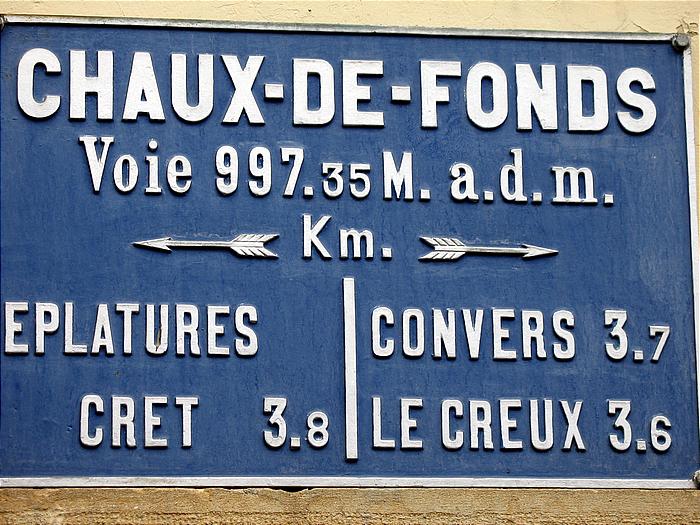 CHAUX-DE-FONDS
Voie 997.35 M. a.d.m.
Km.
EPLATURES
CRET 3.8
CONVERS 3.7
LE CREUX 3.6